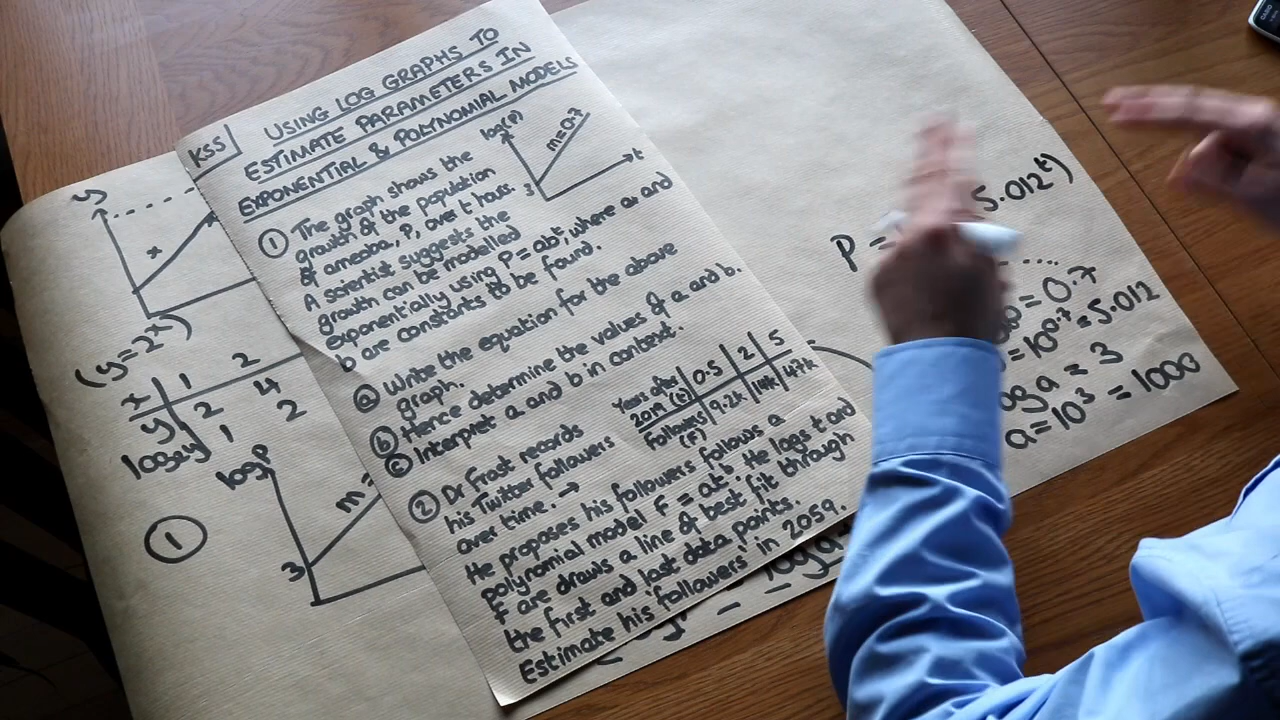 KS5
USING LOG GRAPHS TO
ESTIMATE PARAMETERS IN
EXPONENTIAL & POLYNOMIAL MODELS
① The graph shows the
growth of the population
of amoeba, P, over t hours.
A scientist suggests the
growth can be modelled
exponentially using P=abᵗ, where a and
b are constants to be found.
log(P)
m=0.7
3
t
ⓐ Write the equation for the above
graph.
ⓑ Hence determine the values of a and b.
ⓒ Interpret a and b in context.
② Dr Frost records
his Twitter followers
over time. →
Years after 2019 (t) 0.5 2 5
Followers (F) 9.2k 14k 47k
He proposes his followers follows a
polynomial model F = atᵇ. He logs t and
F are draws a line of best fit through
the first and last data points.
Estimate his 'followers' in 2059.
y
x
(y=2ˣ)
x 1 2
y 2 4
log₂y 1 2
①
logP
m=
3
P =
5.012ᵗ)
= 0.7
=10⁰·⁷ =5.012
a = 3
a=10³ = 1000
log a